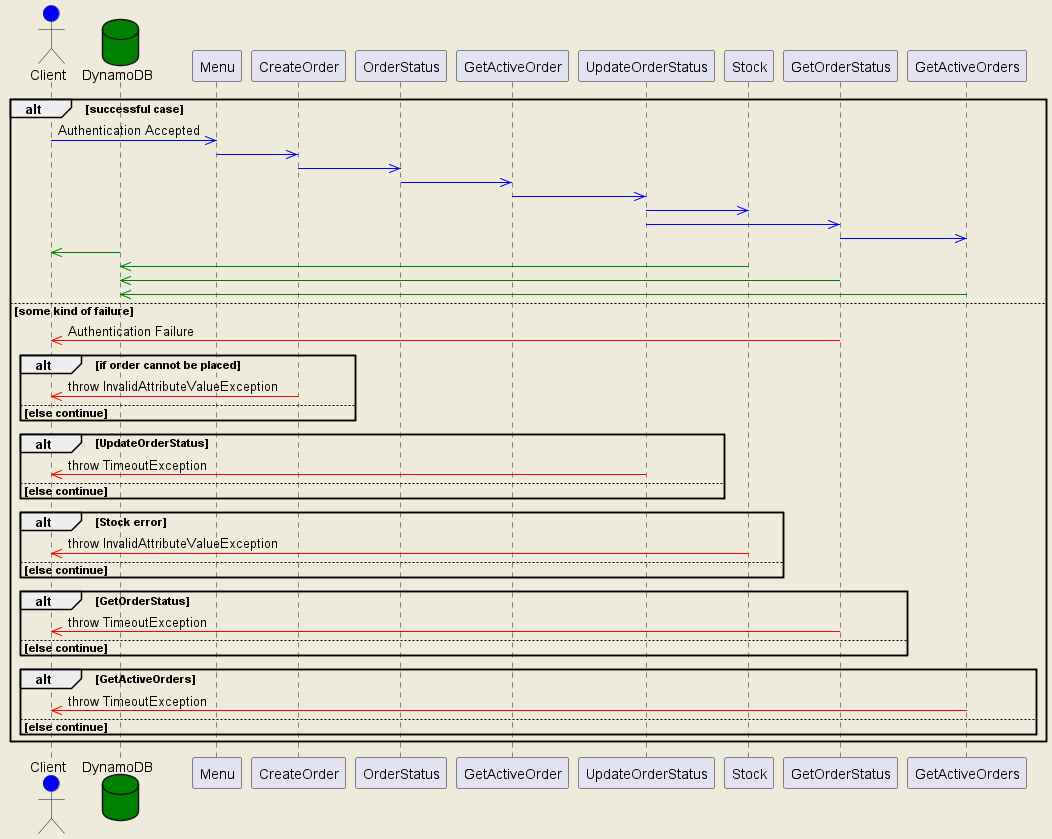 Client DynamoDB Menu CreateOrder OrderStatus GetActiveOrder UpdateOrderStatus Stock GetOrderStatus GetActiveOrders
alt [successful case]
Authentication Accepted
[some kind of failure]
Authentication Failure
alt [if order cannot be placed]
throw InvalidAttributeValueException
[else continue]
alt [UpdateOrderStatus]
throw TimeoutException
[else continue]
alt [Stock error]
throw InvalidAttributeValueException
[else continue]
alt [GetOrderStatus]
throw TimeoutException
[else continue]
alt [GetActiveOrders]
throw TimeoutException
[else continue]
Client DynamoDB Menu CreateOrder OrderStatus GetActiveOrder UpdateOrderStatus Stock GetOrderStatus GetActiveOrders